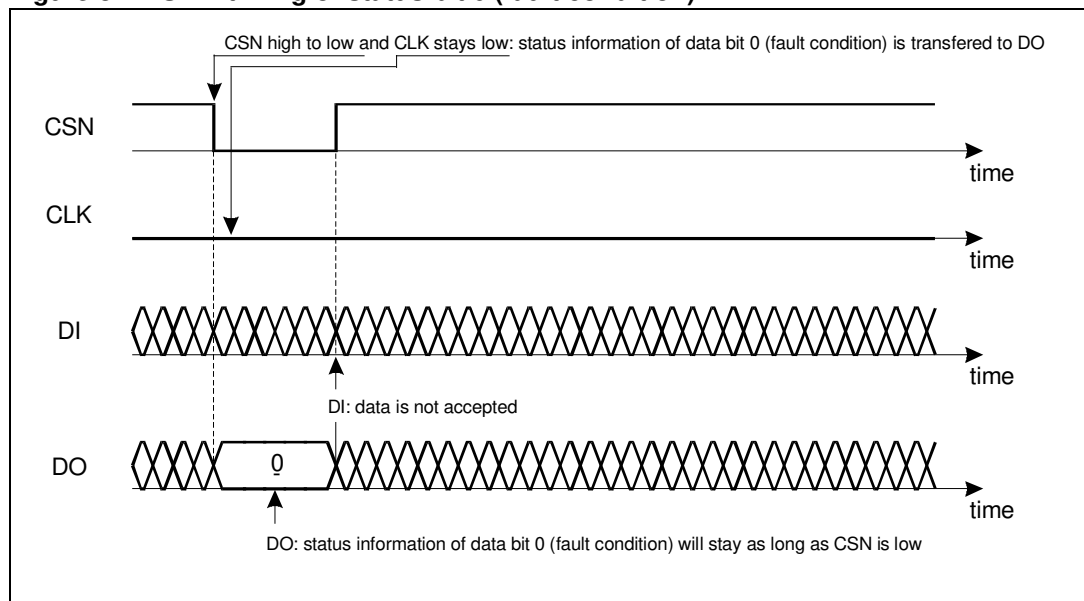 CSN high to low and CLK stays low: status information of data bit 0 (fault condition) is transfered to DO
CSN
time
CLK
time
DI
time
DI: data is not accepted
DO
0
time
DO: status information of data bit 0 (fault condition) will stay as long as CSN is low